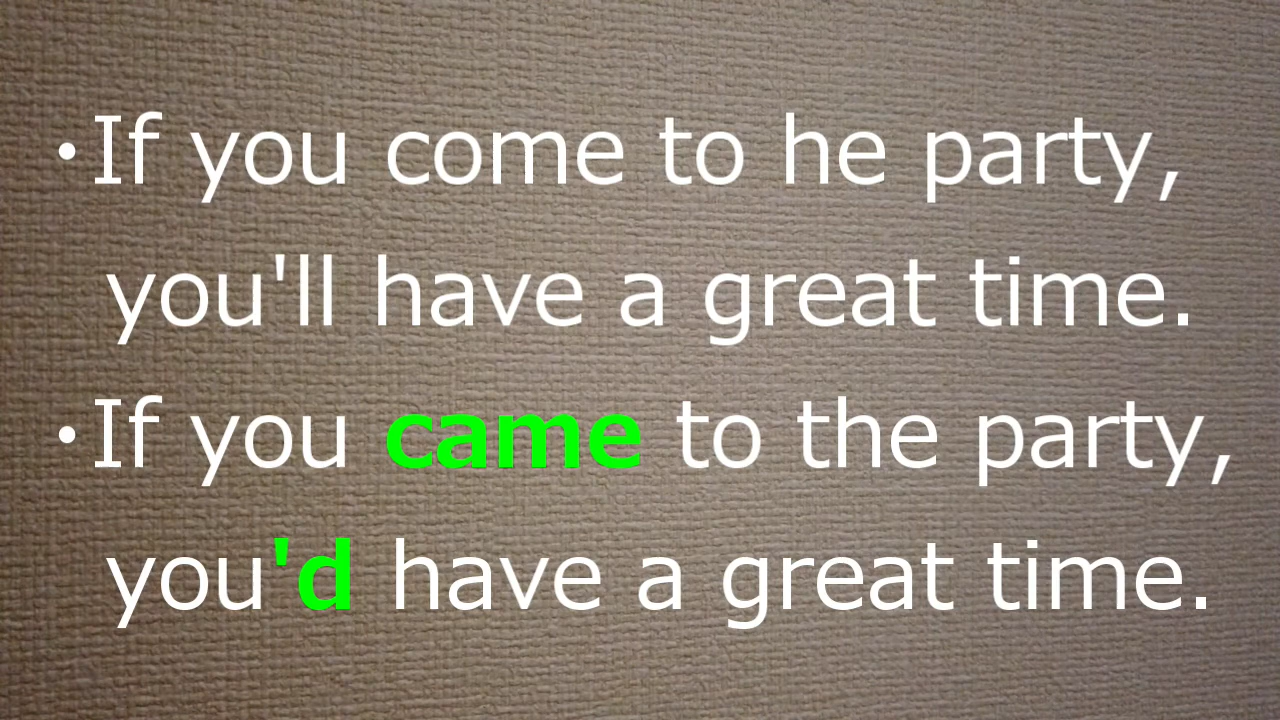 •If you come to he party,
you'll have a great time.
•If you came to the party,
you'd have a great time.